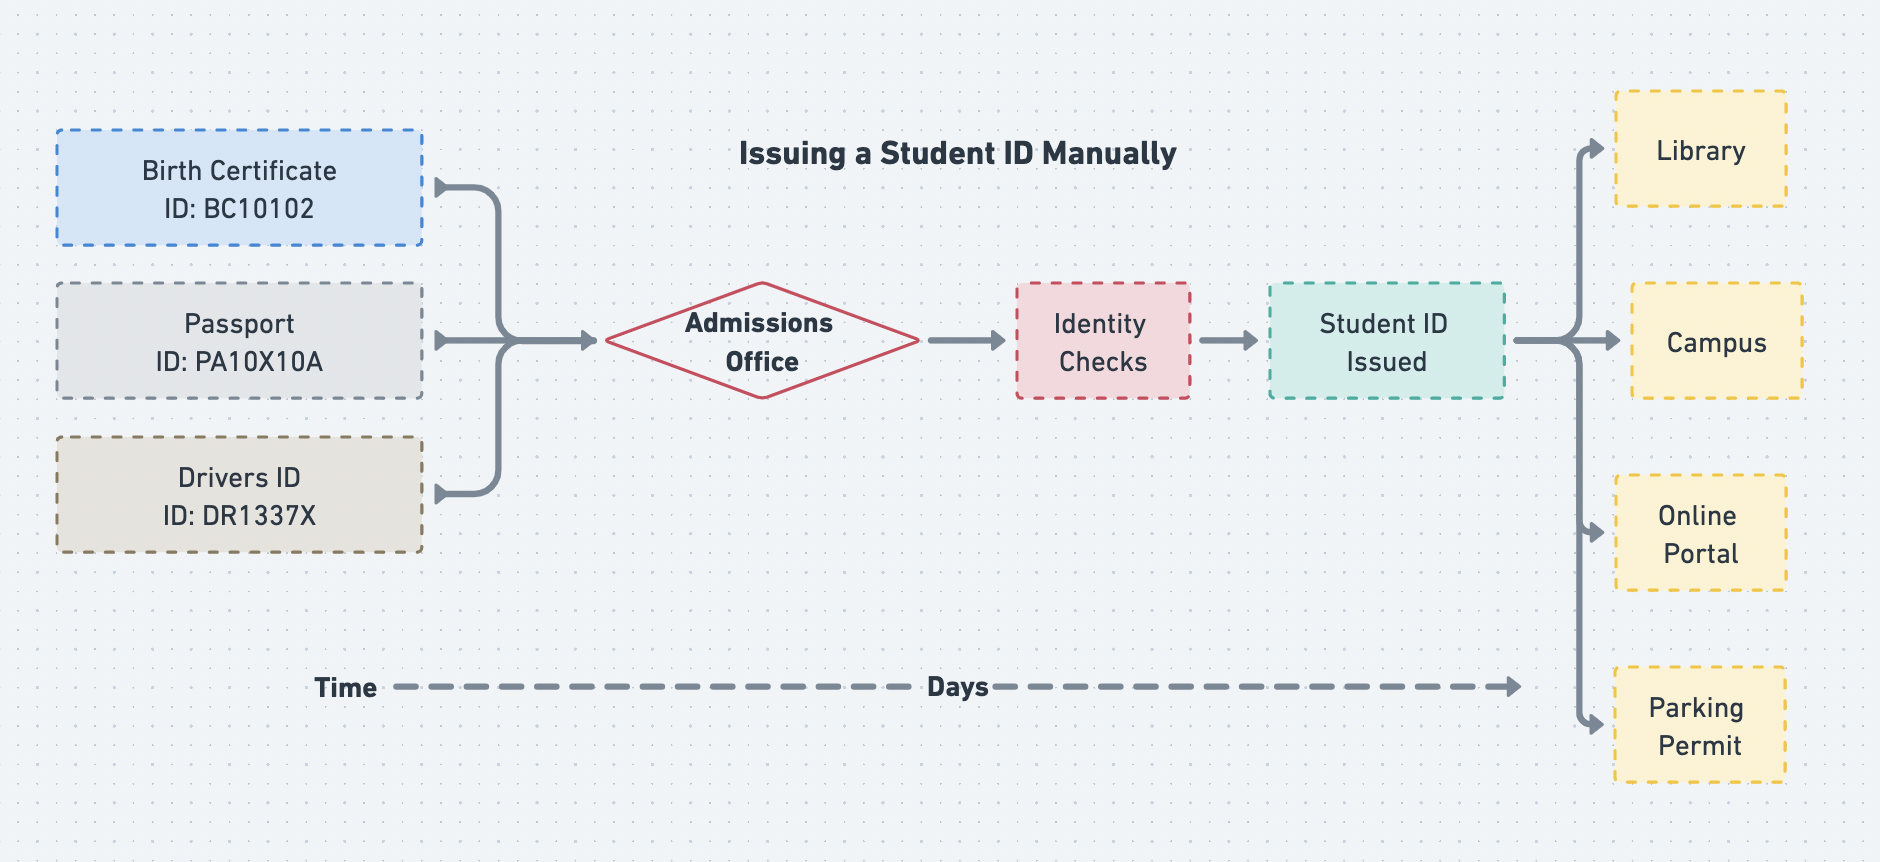 Issuing a Student ID Manually
Birth Certificate
ID: BC10102
Passport
ID: PA10X10A
Drivers ID
ID: DR1337X
Admissions
Office
Identity
Checks
Student ID
Issued
Library
Campus
Online
Portal
Parking
Permit
Time
Days